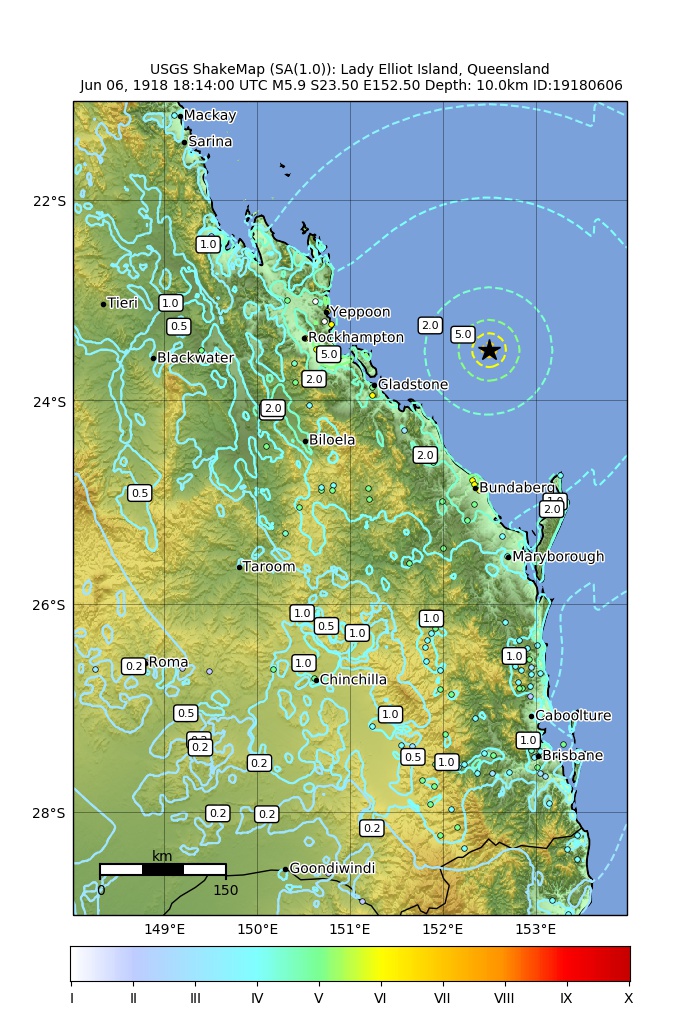 USGS ShakeMap (SA(1.0)): Lady Elliot Island, Queensland
Jun 06, 1918 18:14:00 UTC M5.9 S23.50 E152.50 Depth: 10.0km ID:19180606
Mackay
Sarina
22°S
1.0
Tieri
1.0
Yeppoon
0.5
2.0
5.0
Rockhampton
Blackwater
5.0
2.0
Gladstone
24°S
2.0
Biloela
2.0
0.5
Bundaberg
2.0
Maryborough
Taroom
26°S
1.0
0.5
1.0
1.0
1.0
0.2
Roma
1.0
Chinchilla
0.5
1.0
Caboolture
0.2
1.0
0.2
0.5
1.0
Brisbane
28°S
0.2
0.2
0.2
km
0
150
Goondiwindi
149°E
150°E
151°E
152°E
153°E
I
II
III
IV
V
VI
VII
VIII
IX
X